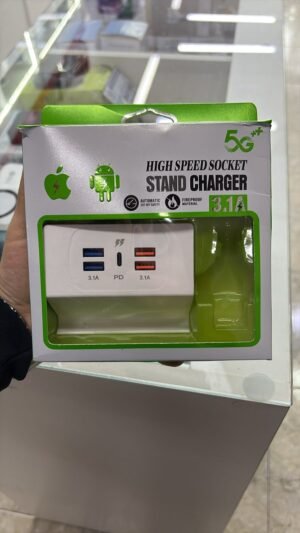 5G++
HIGH SPEED SOCKET
STAND CHARGER
AUTOMATIC
FIREPROOF
MATERIAL
3.1A
3.1A PD 3.1A